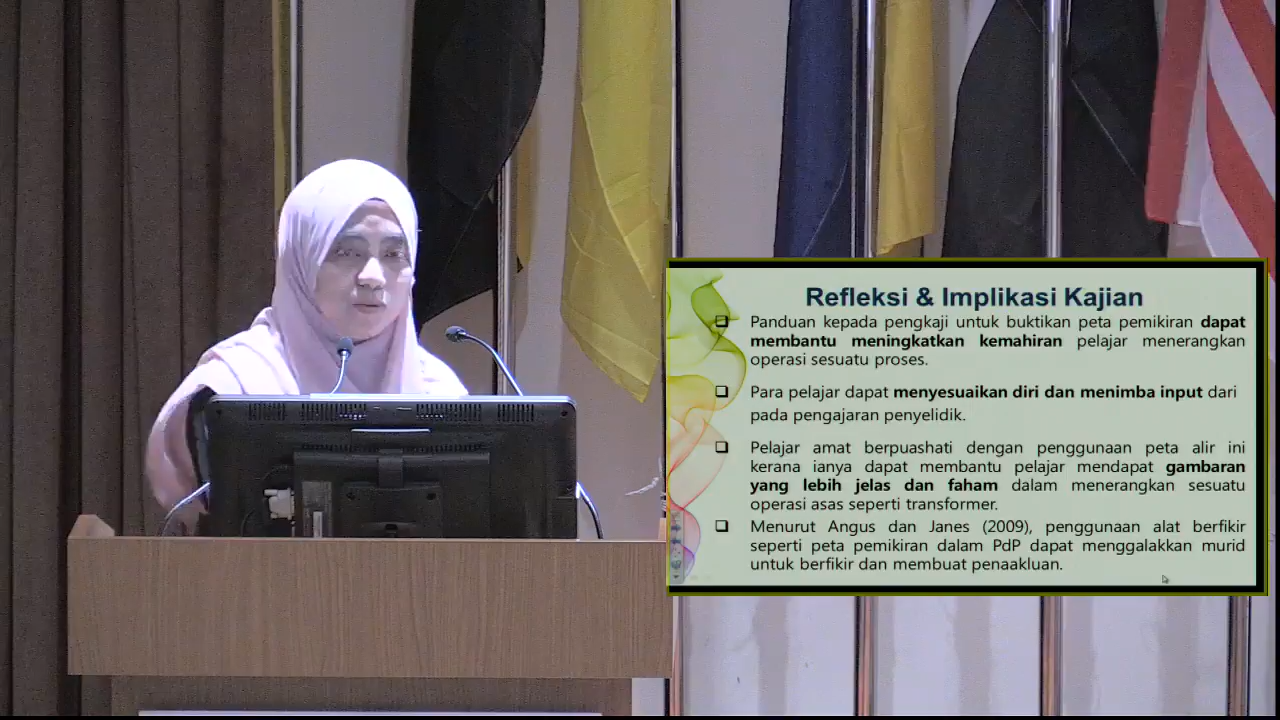 Refleksi & Implikasi Kajian
❑ Panduan kepada pengkaji untuk buktikan peta pemikiran dapat
membantu meningkatkan kemahiran pelajar menerangkan
operasi sesuatu proses.
❑ Para pelajar dapat menyesuaikan diri dan menimba input dari
pada pengajaran penyelidik.
❑ Pelajar amat berpuashati dengan penggunaan peta alir ini
kerana ianya dapat membantu pelajar mendapat gambaran
yang lebih jelas dan faham dalam menerangkan sesuatu
operasi asas seperti transformer.
❑ Menurut Angus dan Janes (2009), penggunaan alat berfikir
seperti peta pemikiran dalam PdP dapat menggalakkan murid
untuk berfikir dan membuat penaakluan.